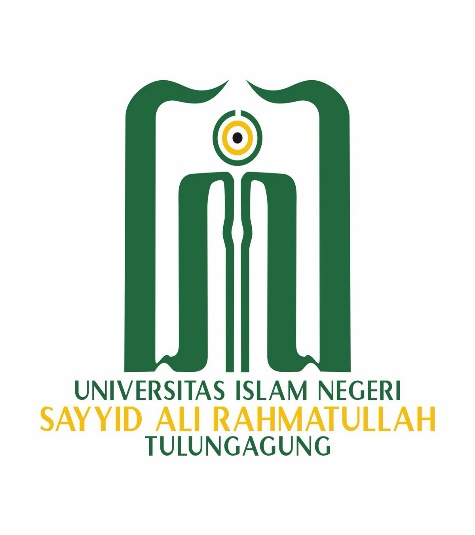 UNIVERSITAS ISLAM NEGERI
SAYYID ALI RAHMATULLAH
TULUNGAGUNG